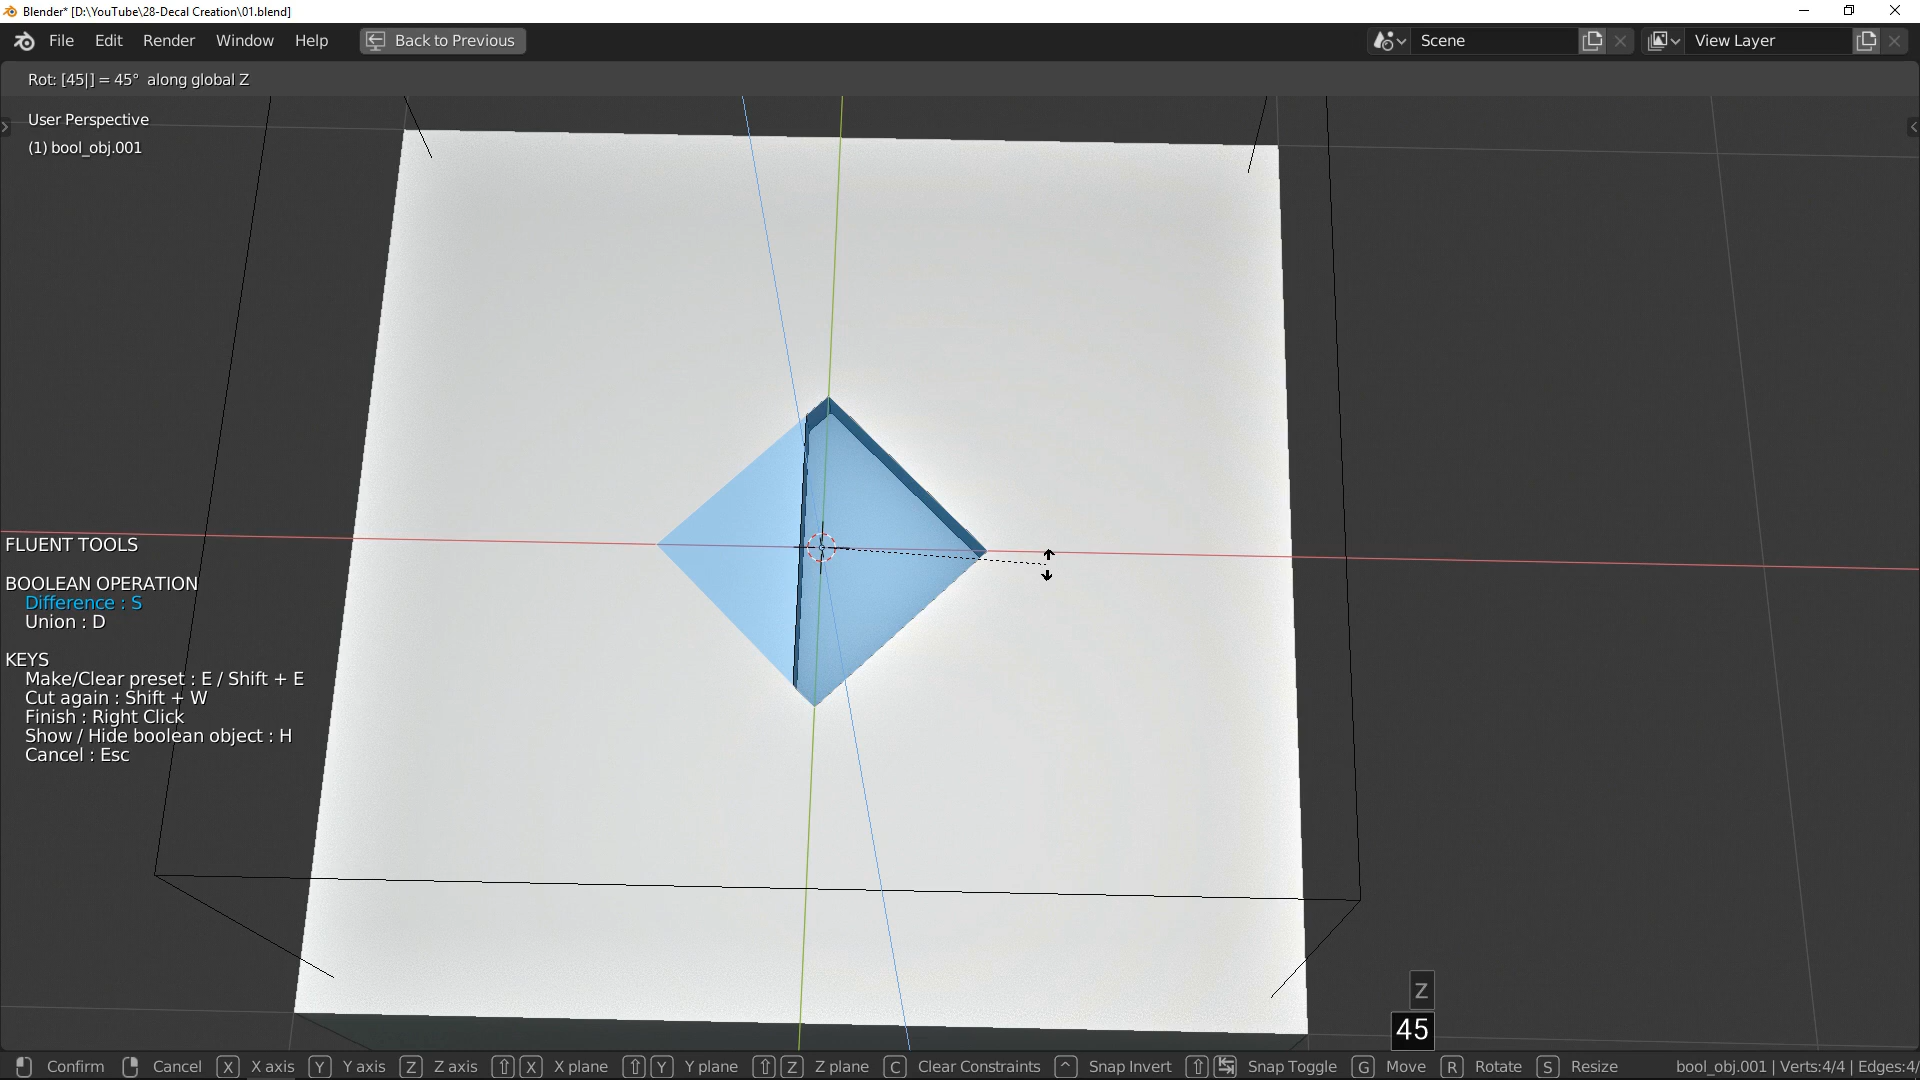 Blender* [D:\YouTube\28-Decal Creation\01.blend]
File Edit Render Window Help Back to Previous Scene View Layer
Rot: [45|] = 45° along global Z
User Perspective
(1) bool_obj.001
FLUENT TOOLS
BOOLEAN OPERATION
Difference : S
Union : D
KEYS
Make/Clear preset : E / Shift + E
Cut again : Shift + W
Finish : Right Click
Show / Hide boolean object : H
Cancel : Esc
Z
45
Confirm Cancel X X axis Y Y axis Z Z axis X X plane Y Y plane Z Z plane C Clear Constraints ^ Snap Invert Snap Toggle G Move R Rotate S Resize bool_obj.001 | Verts:4/4 | Edges:4/